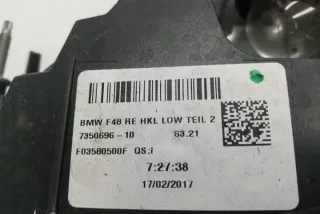 BMW F48 RE HKL LOW TEIL 2
7350696-10 63.21
F03580500F QS:i
7:27:38
17/02/2017